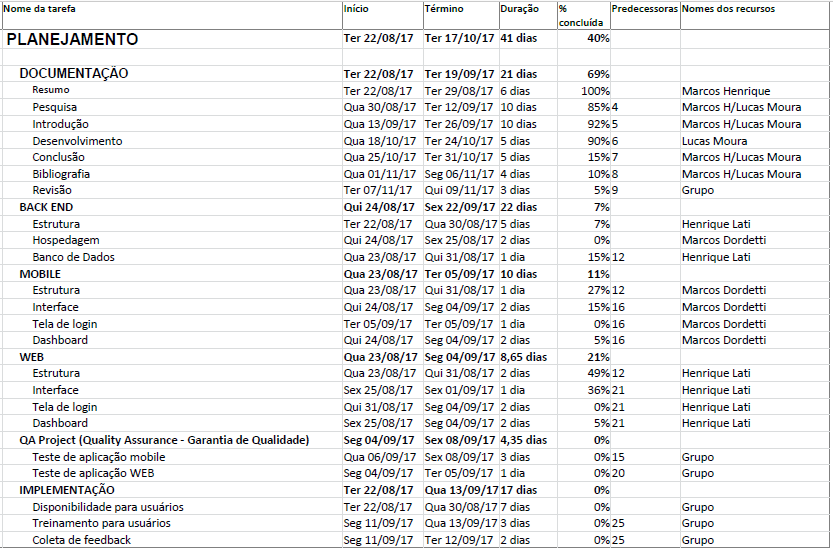 Nome da tarefa Início Término Duração % concluída Predecessoras Nomes dos recursos
PLANEJAMENTO Ter 22/08/17 Ter 17/10/17 41 dias 40%
DOCUMENTAÇÃO Ter 22/08/17 Ter 19/09/17 21 dias 69%
Resumo Ter 22/08/17 Ter 29/08/17 6 dias 100% Marcos Henrique
Pesquisa Qua 30/08/17 Ter 12/09/17 10 dias 85% 4 Marcos H/Lucas Moura
Introdução Qua 13/09/17 Ter 26/09/17 10 dias 92% 5 Marcos H/Lucas Moura
Desenvolvimento Qua 18/10/17 Ter 24/10/17 5 dias 90% 6 Lucas Moura
Conclusão Qua 25/10/17 Ter 31/10/17 5 dias 15% 7 Marcos H/Lucas Moura
Bibliografia Qua 01/11/17 Seg 06/11/17 4 dias 10% 8 Marcos H/Lucas Moura
Revisão Ter 07/11/17 Qui 09/11/17 3 dias 5% 9 Grupo
BACK END Qui 24/08/17 Sex 22/09/17 22 dias 7%
Estrutura Ter 22/08/17 Qua 30/08/17 5 dias 7% Henrique Lati
Hospedagem Qui 24/08/17 Sex 25/08/17 2 dias 0% Marcos Dordetti
Banco de Dados Qua 23/08/17 Qui 31/08/17 1 dia 15% 12 Henrique Lati
MOBILE Qua 23/08/17 Ter 05/09/17 10 dias 11%
Estrutura Qua 23/08/17 Qui 31/08/17 1 dia 27% 12 Marcos Dordetti
Interface Qui 24/08/17 Seg 04/09/17 2 dias 15% 16 Marcos Dordetti
Tela de login Ter 05/09/17 Ter 05/09/17 1 dia 0% 16 Marcos Dordetti
Dashboard Qui 24/08/17 Seg 04/09/17 2 dias 5% 16 Marcos Dordetti
WEB Qua 23/08/17 Seg 04/09/17 8,65 dias 21%
Estrutura Qua 23/08/17 Qui 31/08/17 2 dias 49% 12 Henrique Lati
Interface Sex 25/08/17 Sex 01/09/17 1 dia 36% 21 Henrique Lati
Tela de login Qui 31/08/17 Seg 04/09/17 2 dias 0% 21 Henrique Lati
Dashboard Sex 25/08/17 Seg 04/09/17 2 dias 5% 21 Henrique Lati
QA Project (Quality Assurance - Garantia de Qualidade) Seg 04/09/17 Sex 08/09/17 4,35 dias 0%
Teste de aplicação mobile Qua 06/09/17 Sex 08/09/17 3 dias 0% 15 Grupo
Teste de aplicação WEB Seg 04/09/17 Ter 05/09/17 1 dia 0% 20 Grupo
IMPLEMENTAÇÃO Ter 22/08/17 Qua 13/09/17 17 dias 0%
Disponibilidade para usuários Ter 22/08/17 Qua 30/08/17 7 dias 0% Grupo
Treinamento para usuários Seg 11/09/17 Qua 13/09/17 3 dias 0% 25 Grupo
Coleta de feedback Seg 11/09/17 Ter 12/09/17 2 dias 0% 25 Grupo